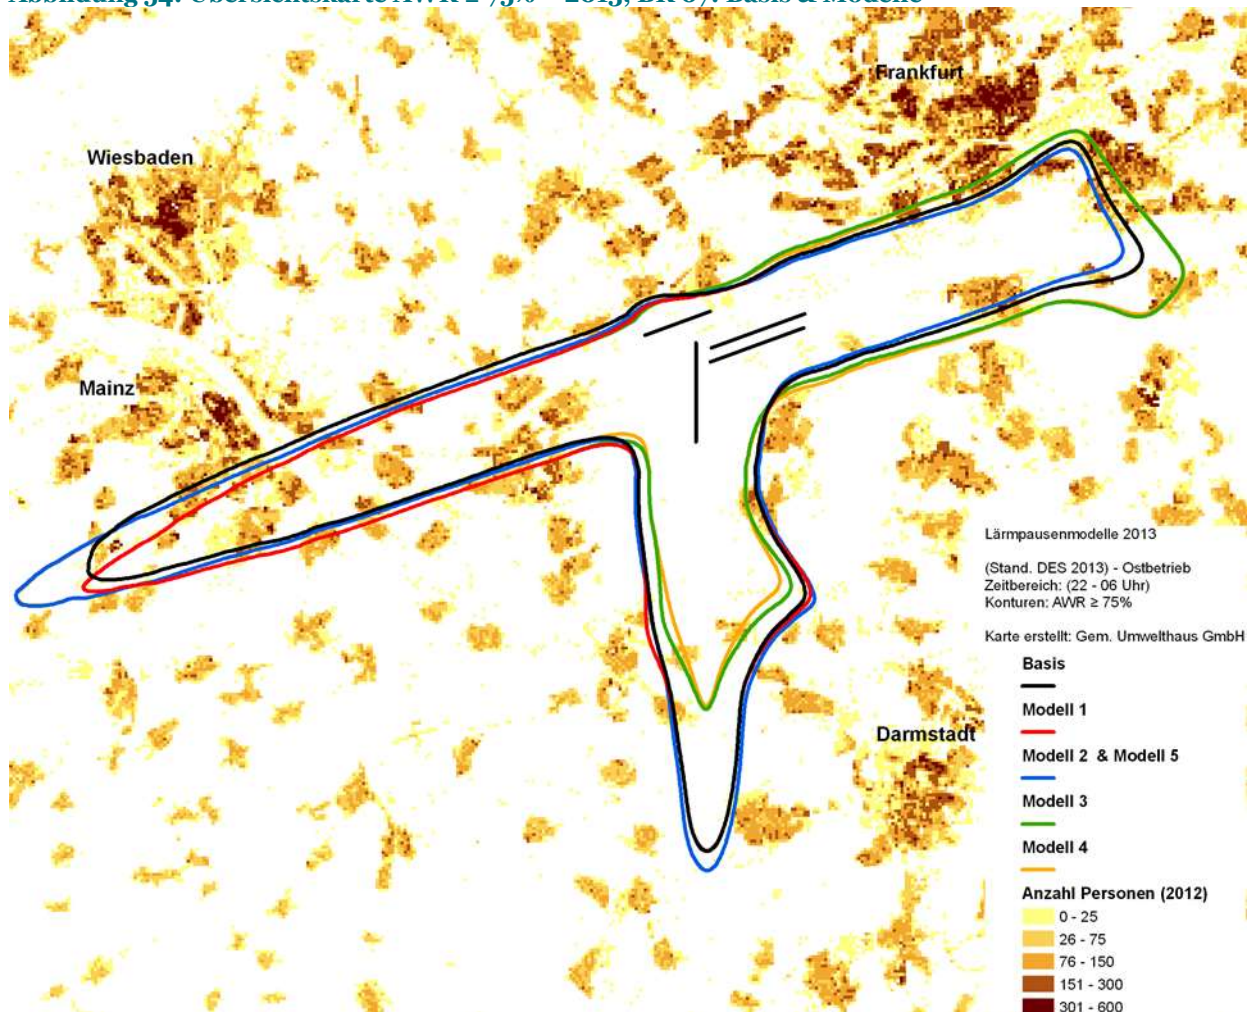 Frankfurt
Wiesbaden
Mainz
Darmstadt
Lärmpausenmodelle 2013
(Stand. DES 2013) - Ostbetrieb
Zeitbereich: (22 - 06 Uhr)
Konturen: AWR ≥ 75%
Karte erstellt: Gem. Umwelthaus GmbH
Basis
Modell 1
Modell 2 & Modell 5
Modell 3
Modell 4
Anzahl Personen (2012)
0 - 25
26 - 75
76 - 150
151 - 300
301 - 600